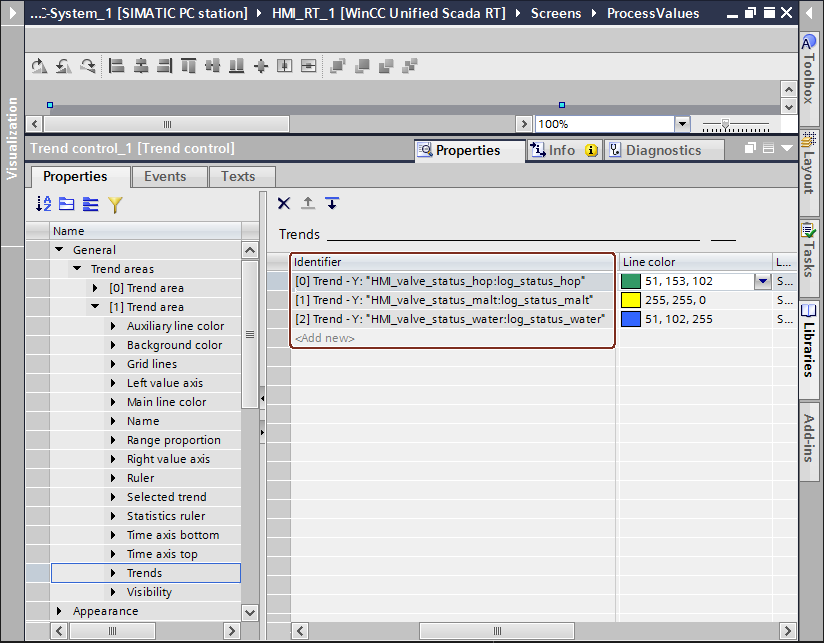 ...C-System_1 [SIMATIC PC station] HMI_RT_1 [WinCC Unified Scada RT] Screens ProcessValues
100%
Trend control_1 [Trend control]
Properties Info Diagnostics
Properties Events Texts
Name
General
Trend areas
[0] Trend area
[1] Trend area
Auxiliary line color
Background color
Grid lines
Left value axis
Main line color
Name
Range proportion
Right value axis
Ruler
Selected trend
Statistics ruler
Time axis bottom
Time axis top
Trends
Visibility
Appearance
Trends
Identifier Line color L...
[0] Trend - Y: "HMI_valve_status_hop:log_status_hop" 51, 153, 102 S...
[1] Trend - Y: "HMI_valve_status_malt:log_status_malt" 255, 255, 0 S...
[2] Trend - Y: "HMI_valve_status_water:log_status_water" 51, 102, 255 S...
<Add new>
Visualization
Toolbox
Layout
Tasks
Libraries
Add-ins